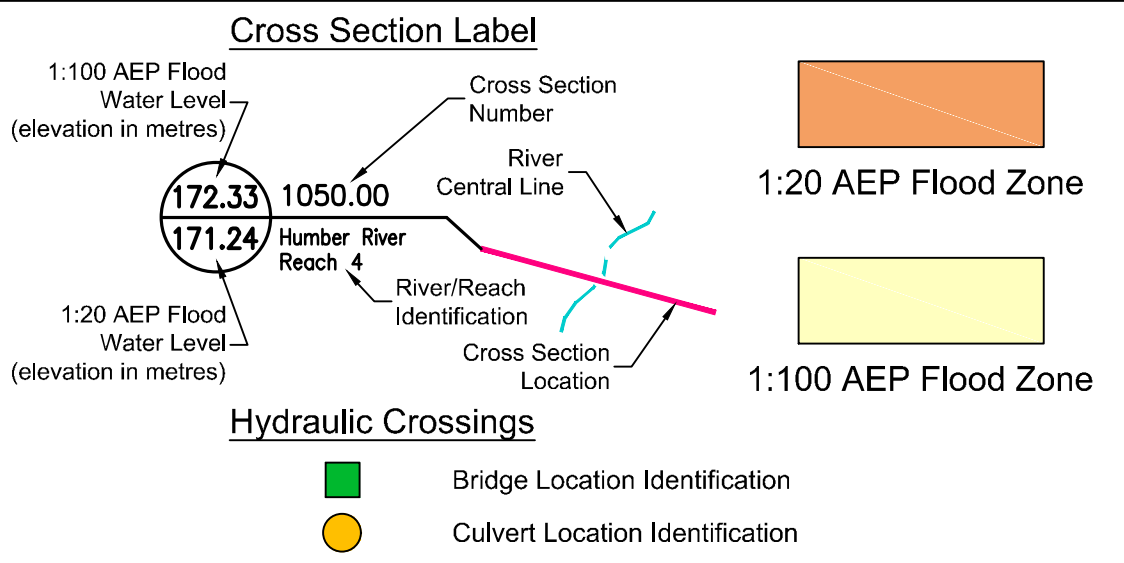 Cross Section Label
1:100 AEP Flood
Water Level
(elevation in metres)
Cross Section
Number
River
Central Line
172.33
1050.00
171.24
Humber River
Reach 4
River/Reach
Identification
1:20 AEP Flood
Water Level
(elevation in metres)
Cross Section
Location
1:20 AEP Flood Zone
1:100 AEP Flood Zone
Hydraulic Crossings
Bridge Location Identification
Culvert Location Identification